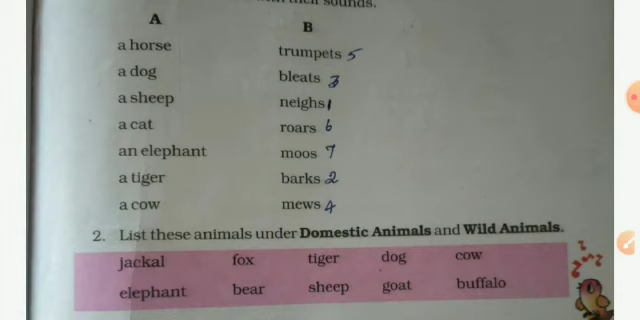 their sounds.
A B
a horse trumpets 5
a dog bleats 3
a sheep neighs 1
a cat roars 6
an elephant moos 7
a tiger barks 2
a cow mews 4
2. List these animals under Domestic Animals and Wild Animals.
jackal fox tiger dog cow
elephant bear sheep goat buffalo